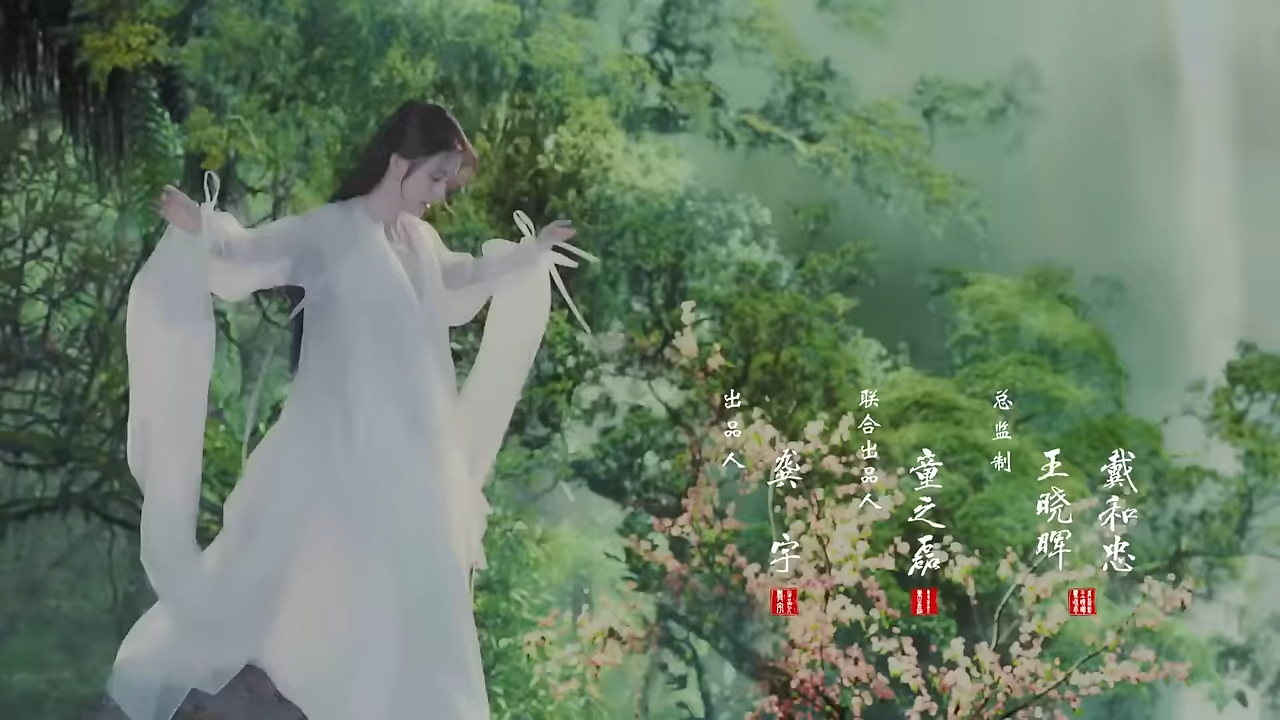 出品人
龚宇
联合出品人
童之磊
总监制
王晓晖
戴和忠